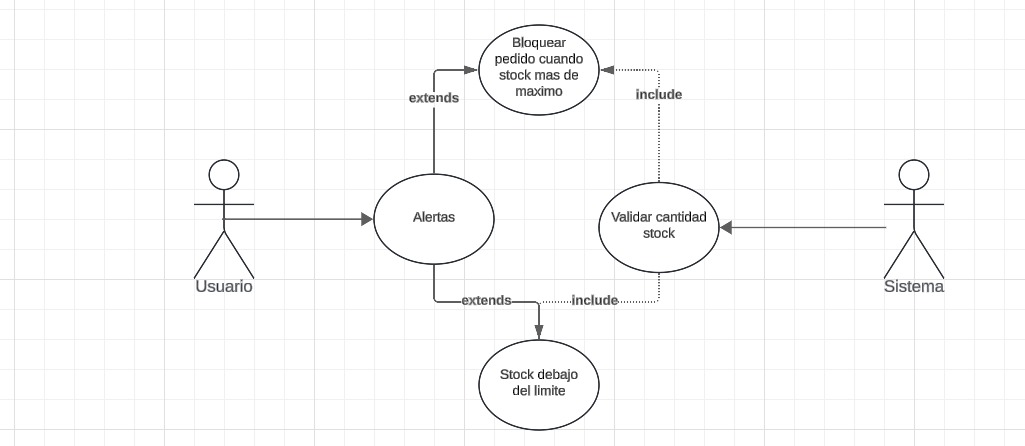 Bloquear
pedido cuando
stock mas de
maximo
extends
include
Alertas
Validar cantidad
stock
Usuario
Sistema
extends
include
Stock debajo
del limite